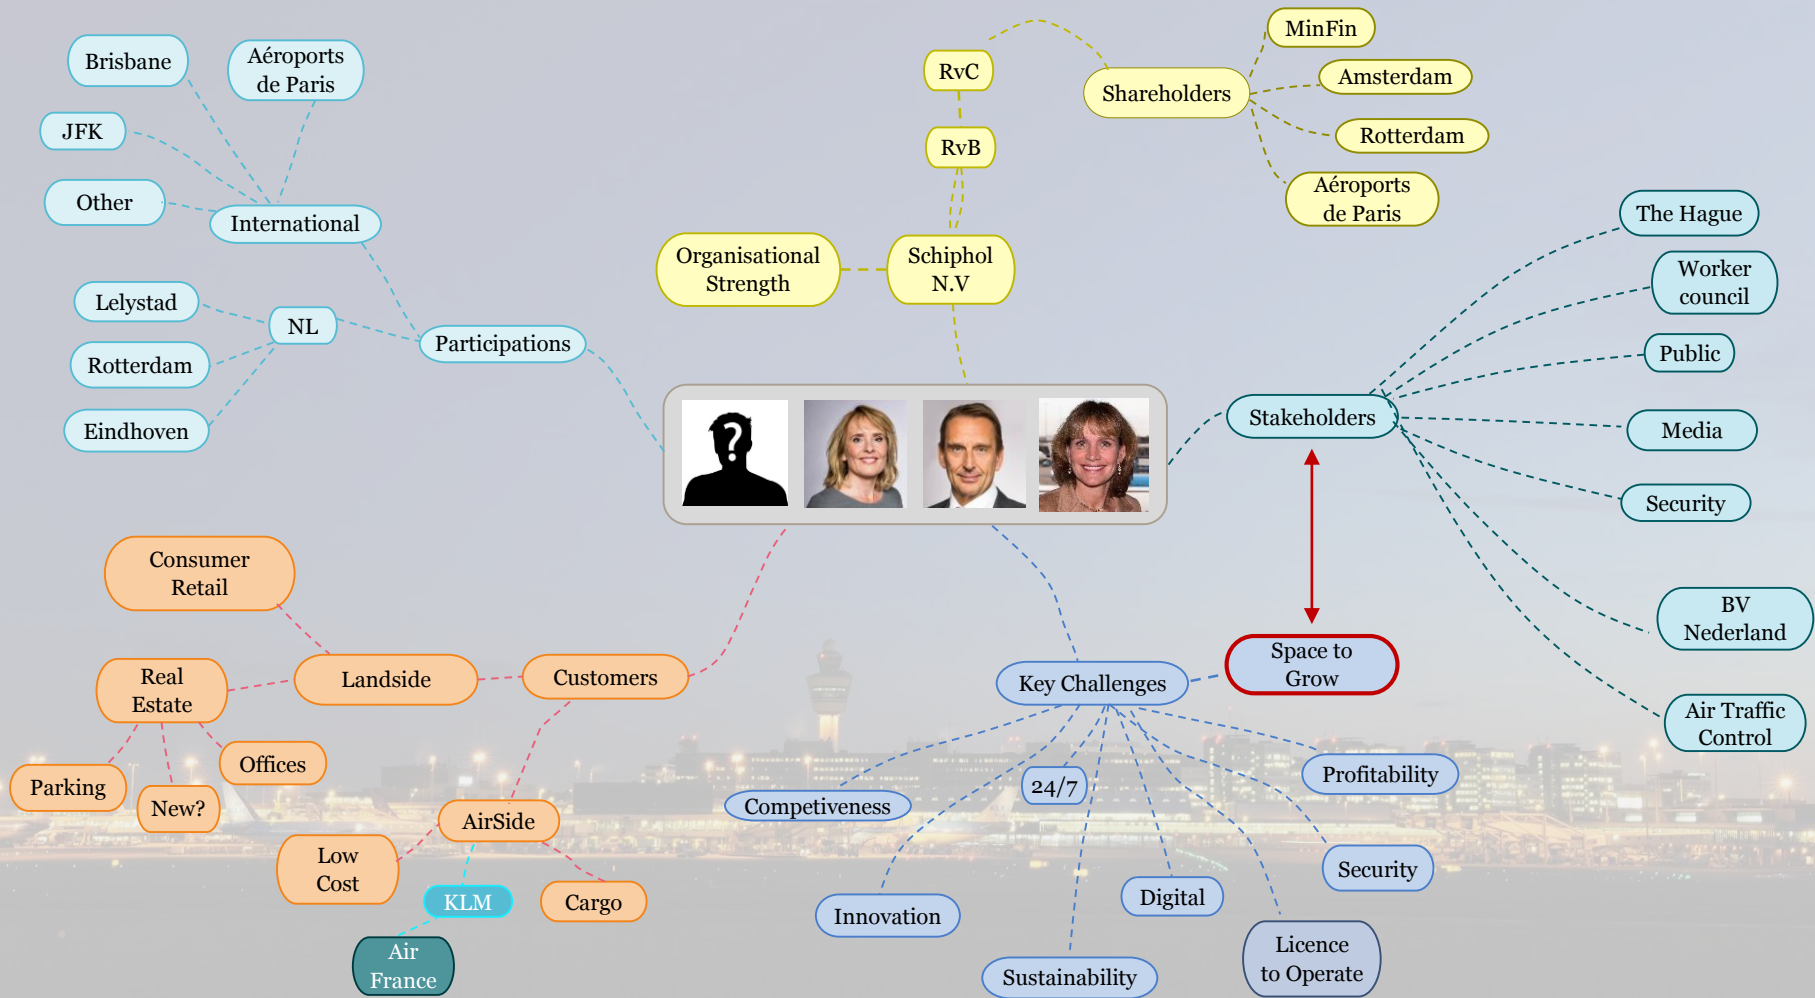 Brisbane
Aéroports
de Paris
JFK
Other
International
Lelystad
NL
Rotterdam
Eindhoven
Participations
RvC
RvB
Shareholders
MinFin
Amsterdam
Rotterdam
Aéroports
de Paris
Organisational
Strength
Schiphol
N.V
?
Stakeholders
The Hague
Worker
council
Public
Media
Security
BV
Nederland
Air Traffic
Control
Consumer
Retail
Real
Estate
Landside
Customers
Parking
New?
Offices
AirSide
Low
Cost
KLM
Cargo
Air
France
Key Challenges
Space to
Grow
Competiveness
24/7
Profitability
Innovation
Digital
Security
Sustainability
Licence
to Operate